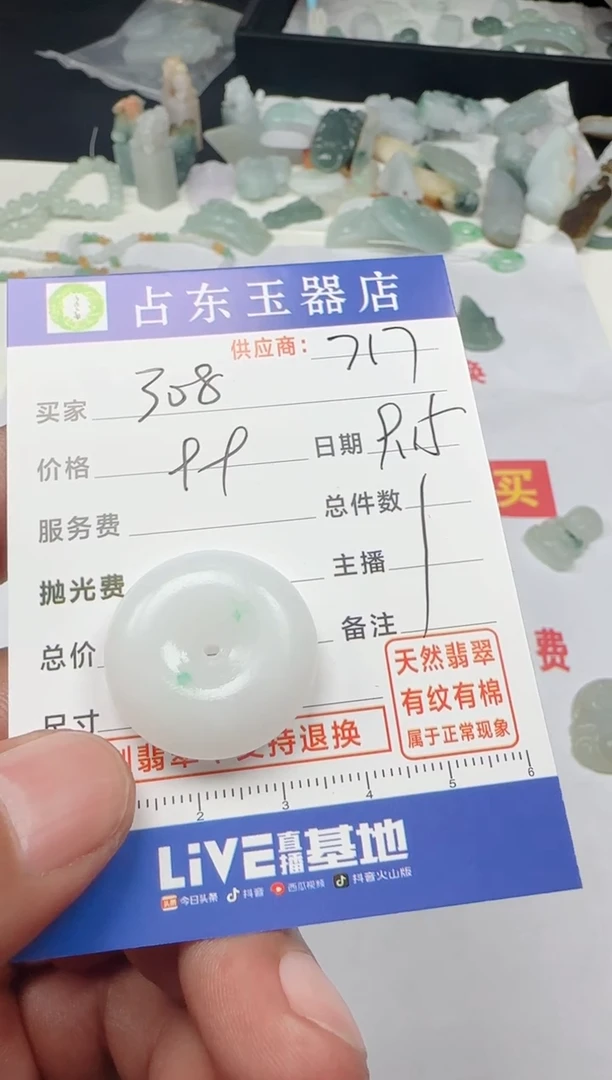 占东玉器店
供应商: 717
买家 308
价格
日期
服务费
总件数
抛光费
主播
总价
备注
尺寸
天然翡翠
有纹有棉
属于正常现象
翡翠 支持退换
2 3 4 5 6
LiVE直播基地
今日头条 抖音 西瓜视频 抖音火山版
换
买
费